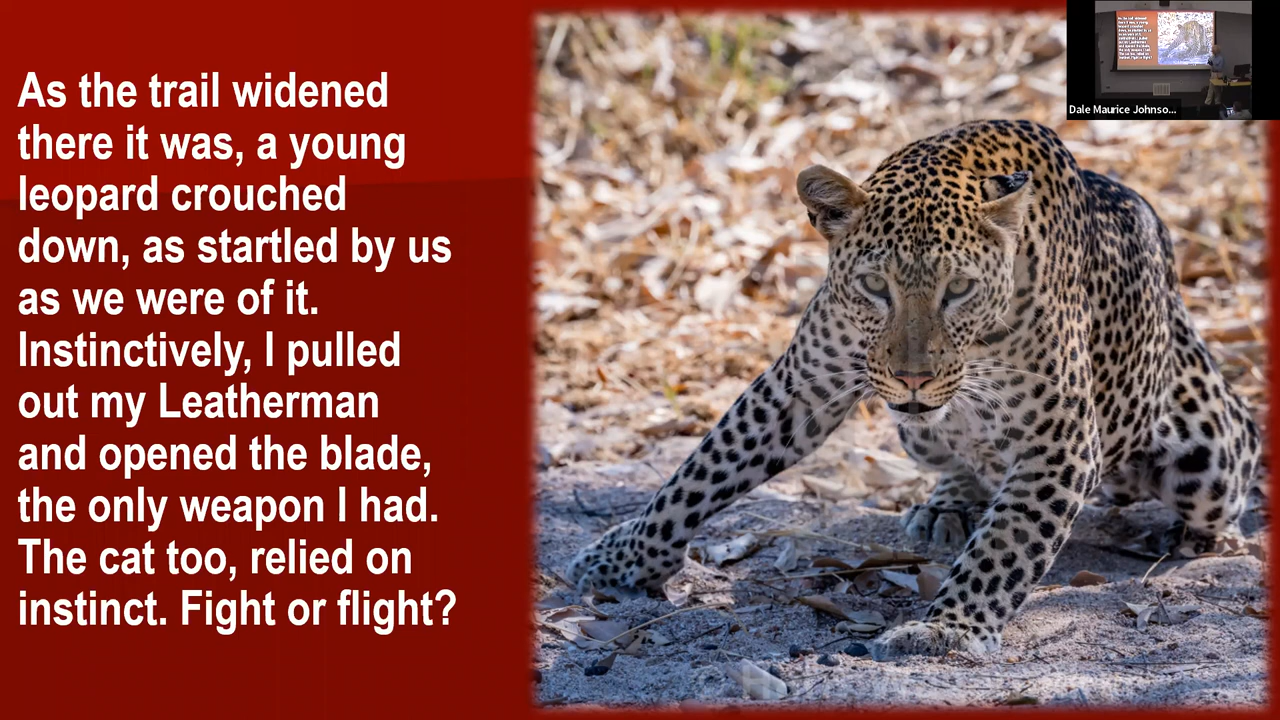 As the trail widened
there it was, a young
leopard crouched
down, as startled by us
as we were of it.
Instinctively, I pulled
out my Leatherman
and opened the blade,
the only weapon I had.
The cat too, relied on
instinct. Fight or flight?
Dale Maurice Johnso...